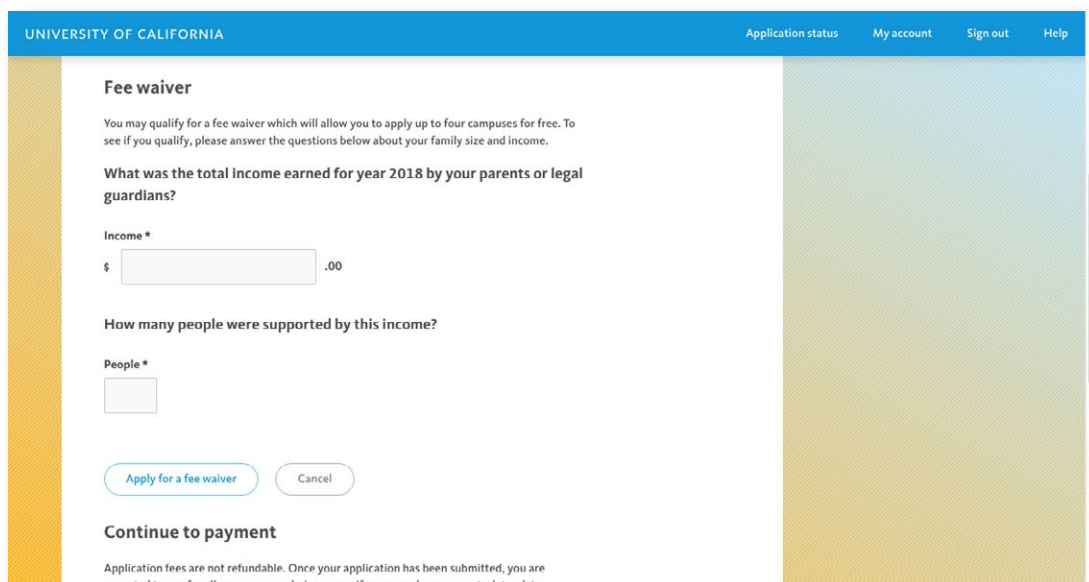 UNIVERSITY OF CALIFORNIA
Application status
My account
Sign out
Help
Fee waiver
You may qualify for a fee waiver which will allow you to apply up to four campuses for free. To
see if you qualify, please answer the questions below about your family size and income.
What was the total income earned for year 2018 by your parents or legal
guardians?
Income *
$
.00
How many people were supported by this income?
People *
Apply for a fee waiver
Cancel
Continue to payment
Application fees are not refundable. Once your application has been submitted, you are